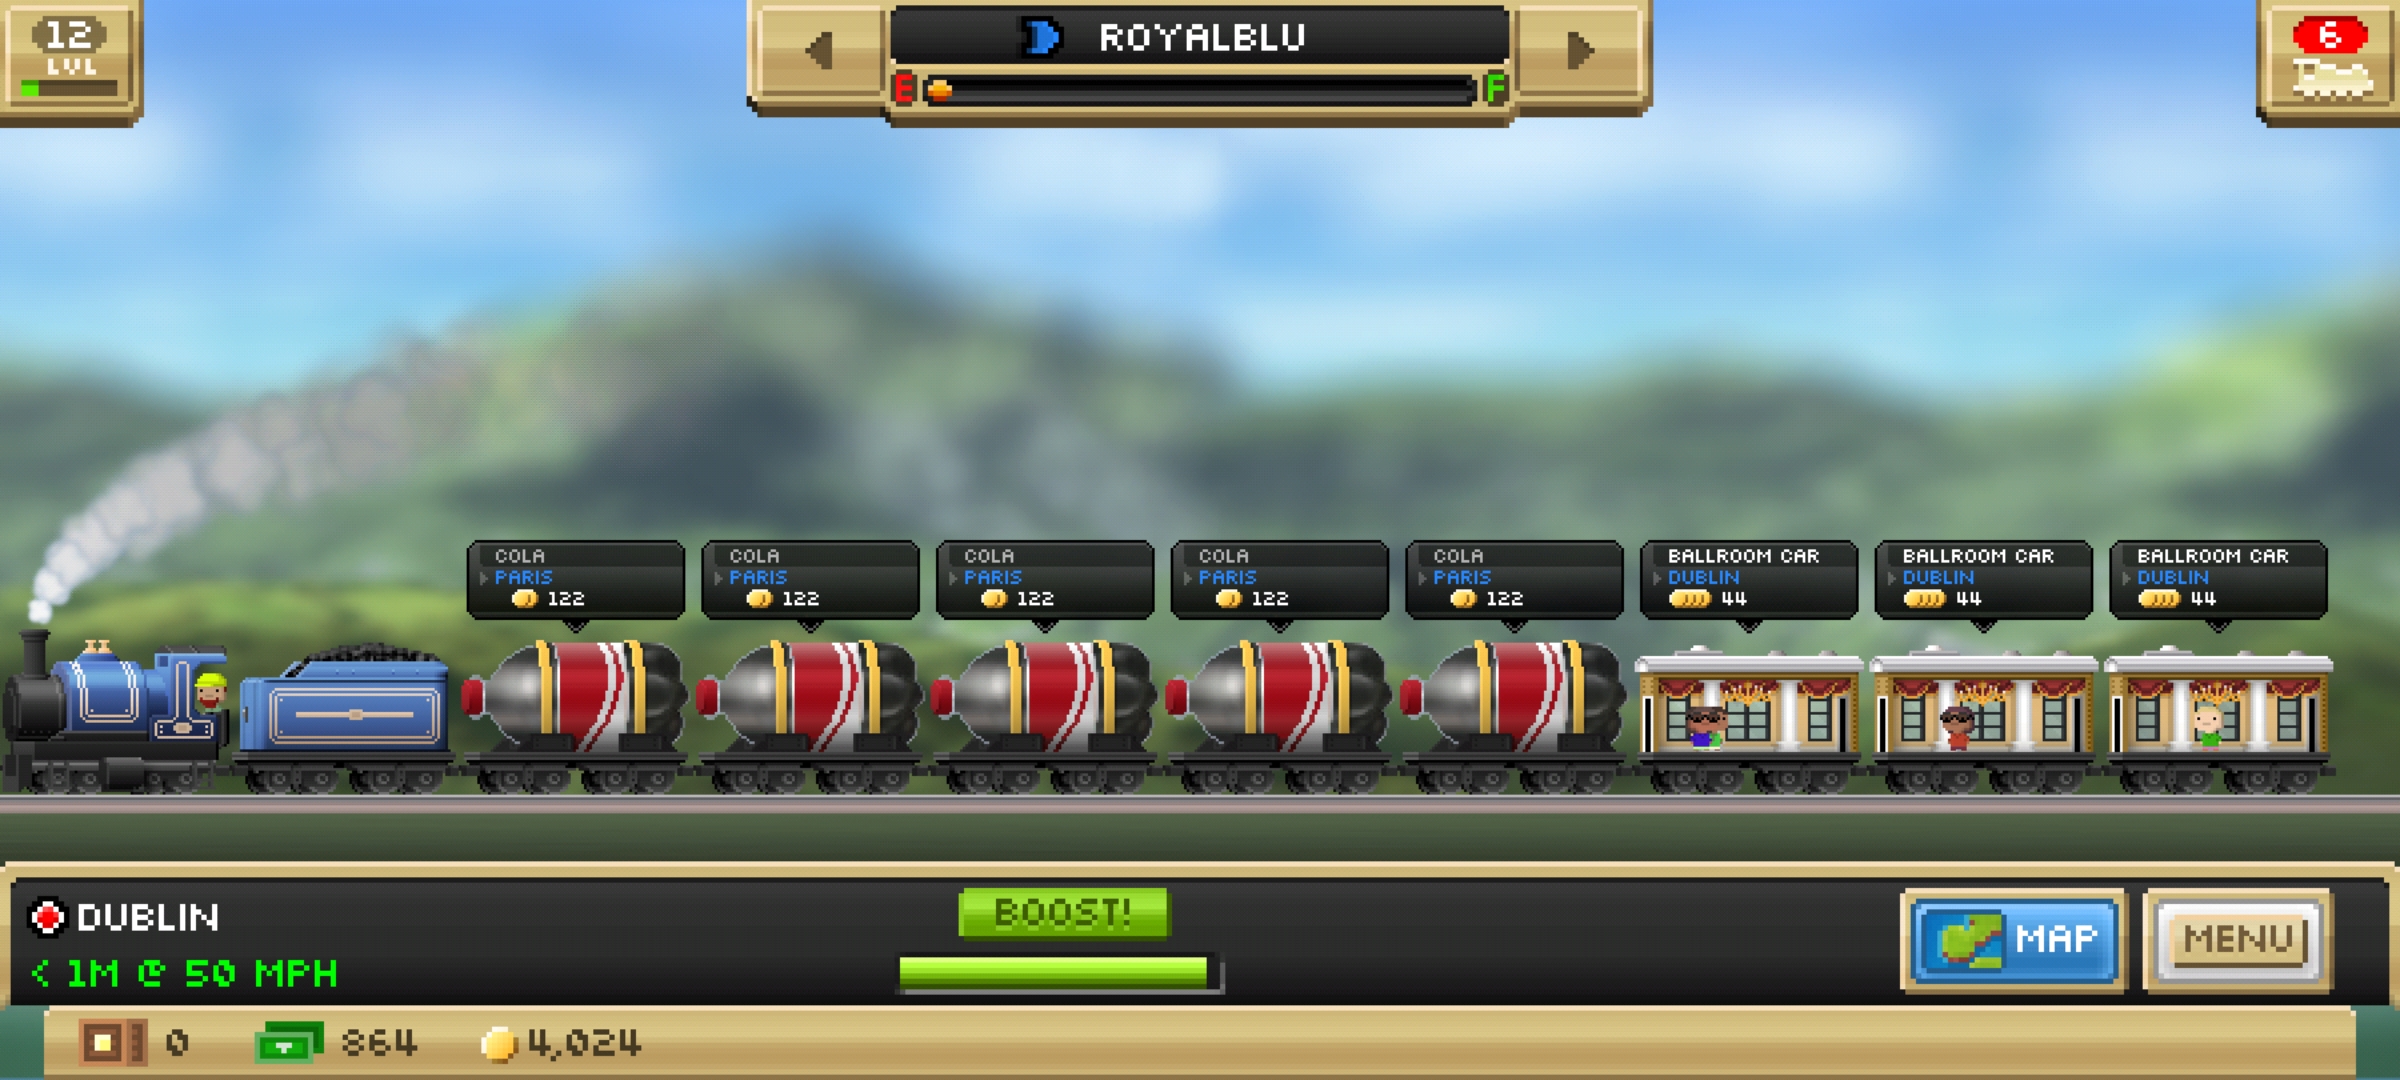 12
LVL
ROYALBLU
E
F
6
COLA
PARIS
122
COLA
PARIS
122
COLA
PARIS
122
COLA
PARIS
122
COLA
PARIS
122
BALLROOM CAR
DUBLIN
44
BALLROOM CAR
DUBLIN
44
BALLROOM CAR
DUBLIN
44
DUBLIN
< 1M @ 50 MPH
BOOST!
MAP
MENU
0
864
4,024